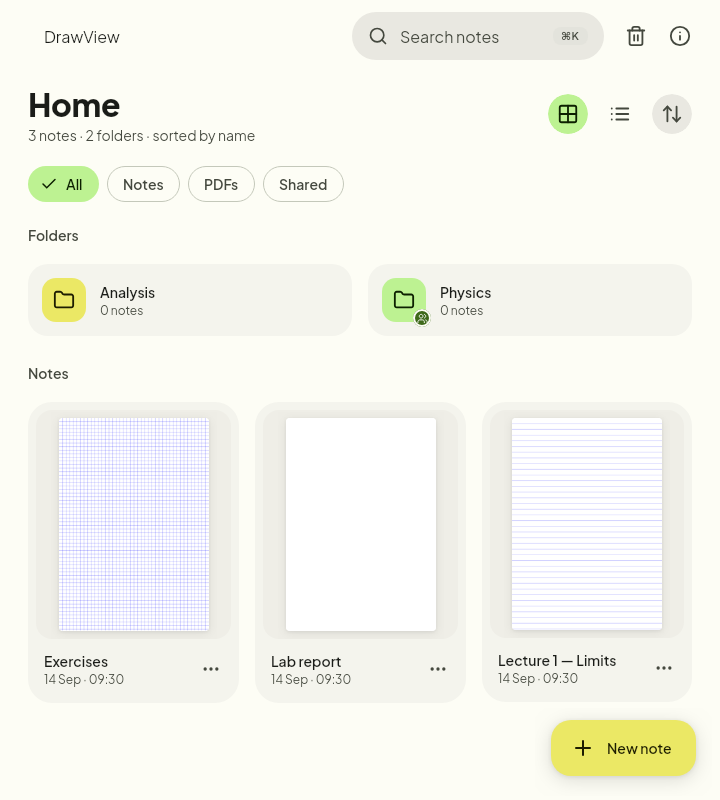 DrawView
Search notes
⌘K
Home
3 notes · 2 folders · sorted by name
All
Notes
PDFs
Shared
Folders
Analysis
0 notes
Physics
0 notes
Notes
Exercises
14 Sep · 09:30
Lab report
14 Sep · 09:30
Lecture 1 — Limits
14 Sep · 09:30
New note